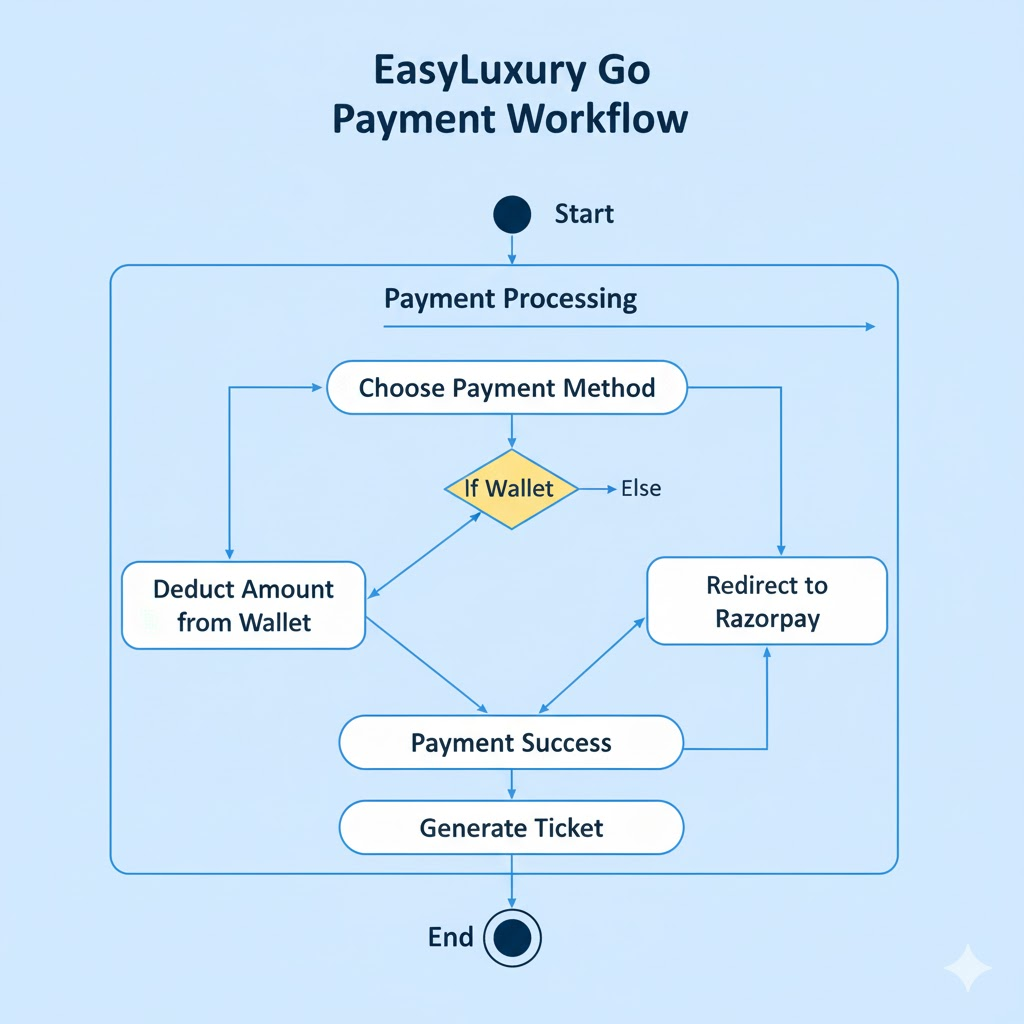 EasyLuxury Go
Payment Workflow
Start
Payment Processing
Choose Payment Method
If Wallet
Else
Deduct Amount
from Wallet
Redirect to
Razorpay
Payment Success
Generate Ticket
End